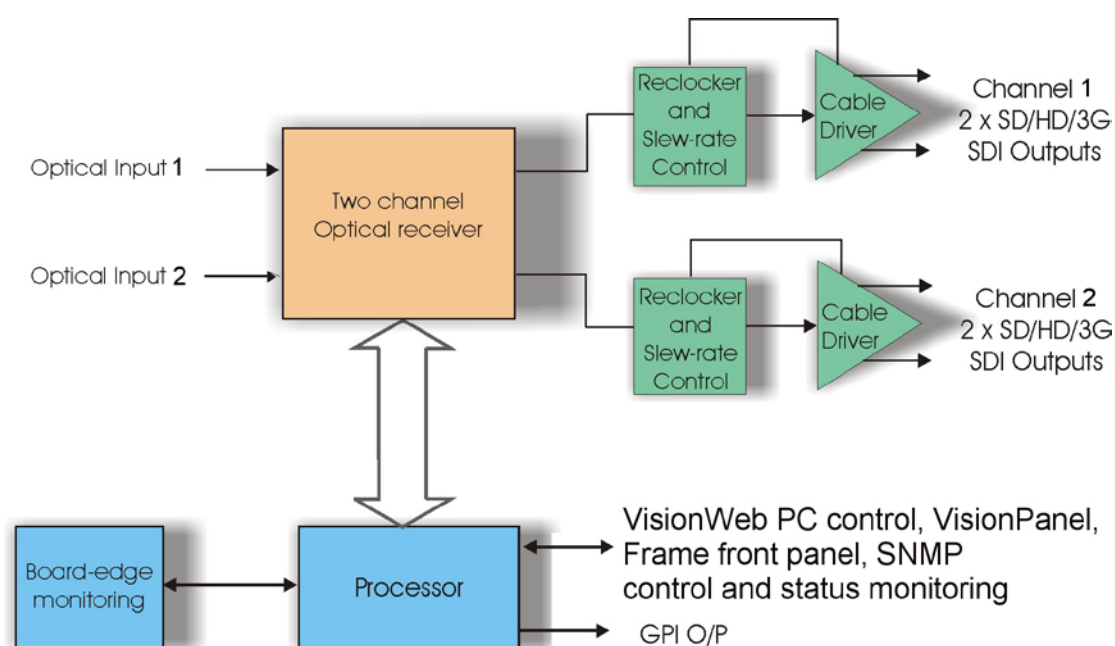 Optical Input 1
Optical Input 2
Two channel
Optical receiver
Reclocker
and
Slew-rate
Control
Cable
Driver
Channel 1
2 x SD/HD/3G
SDI Outputs
Reclocker
and
Slew-rate
Control
Cable
Driver
Channel 2
2 x SD/HD/3G
SDI Outputs
Board-edge
monitoring
Processor
VisionWeb PC control, VisionPanel,
Frame front panel, SNMP
control and status monitoring
GPI O/P